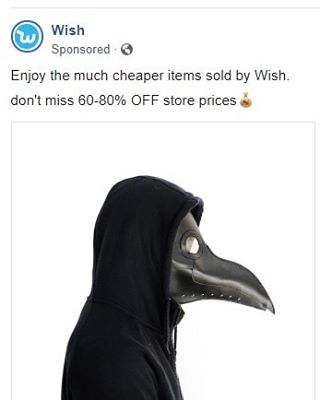 Wish
Sponsored ·
Enjoy the much cheaper items sold by Wish.
don't miss 60-80% OFF store prices💰